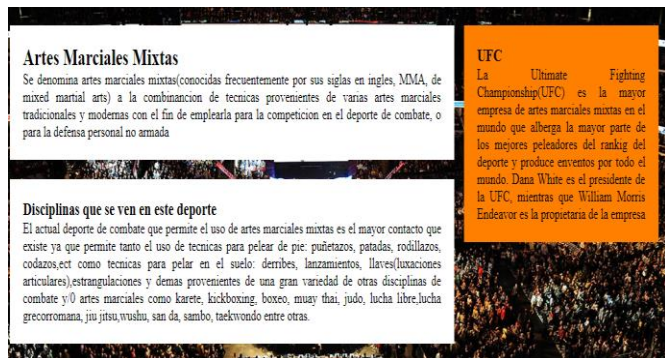 Artes Marciales Mixtas
Se denomina artes marciales mixtas(conocidas frecuentemente por sus siglas en ingles, MMA, de
mixed martial arts) a la combinancion de tecnicas provenientes de varias artes marciales
tradicionales y modernas con el fin de emplearla para la competicion en el deporte de combate, o
para la defensa personal no armada
Disciplinas que se ven en este deporte
El actual deporte de combate que permite el uso de artes marciales mixtas es el mayor contacto que
existe ya que permite tanto el uso de tecnicas para pelear de pie: puñetazos, patadas, rodillazos,
codazos,ect como tecnicas para pelar en el suelo: derribes, lanzamientos, llaves(luxaciones
articulares),estrangulaciones y demas provenientes de una gran variedad de otras disciplinas de
combate y/0 artes marciales como karete, kickboxing, boxeo, muay thai, judo, lucha libre,lucha
grecorromana, jiu jitsu,wushu, san da, sambo, taekwondo entre otras.
UFC
La Ultimate Fighting
Championship(UFC) es la mayor
empresa de artes marciales mixtas en el
mundo que alberga la mayor parte de
los mejores peleadores del rankig del
deporte y produce enventos por todo el
mundo. Dana White es el presidente de
la UFC, mientras que William Morris
Endeavor es la propietaria de la empresa